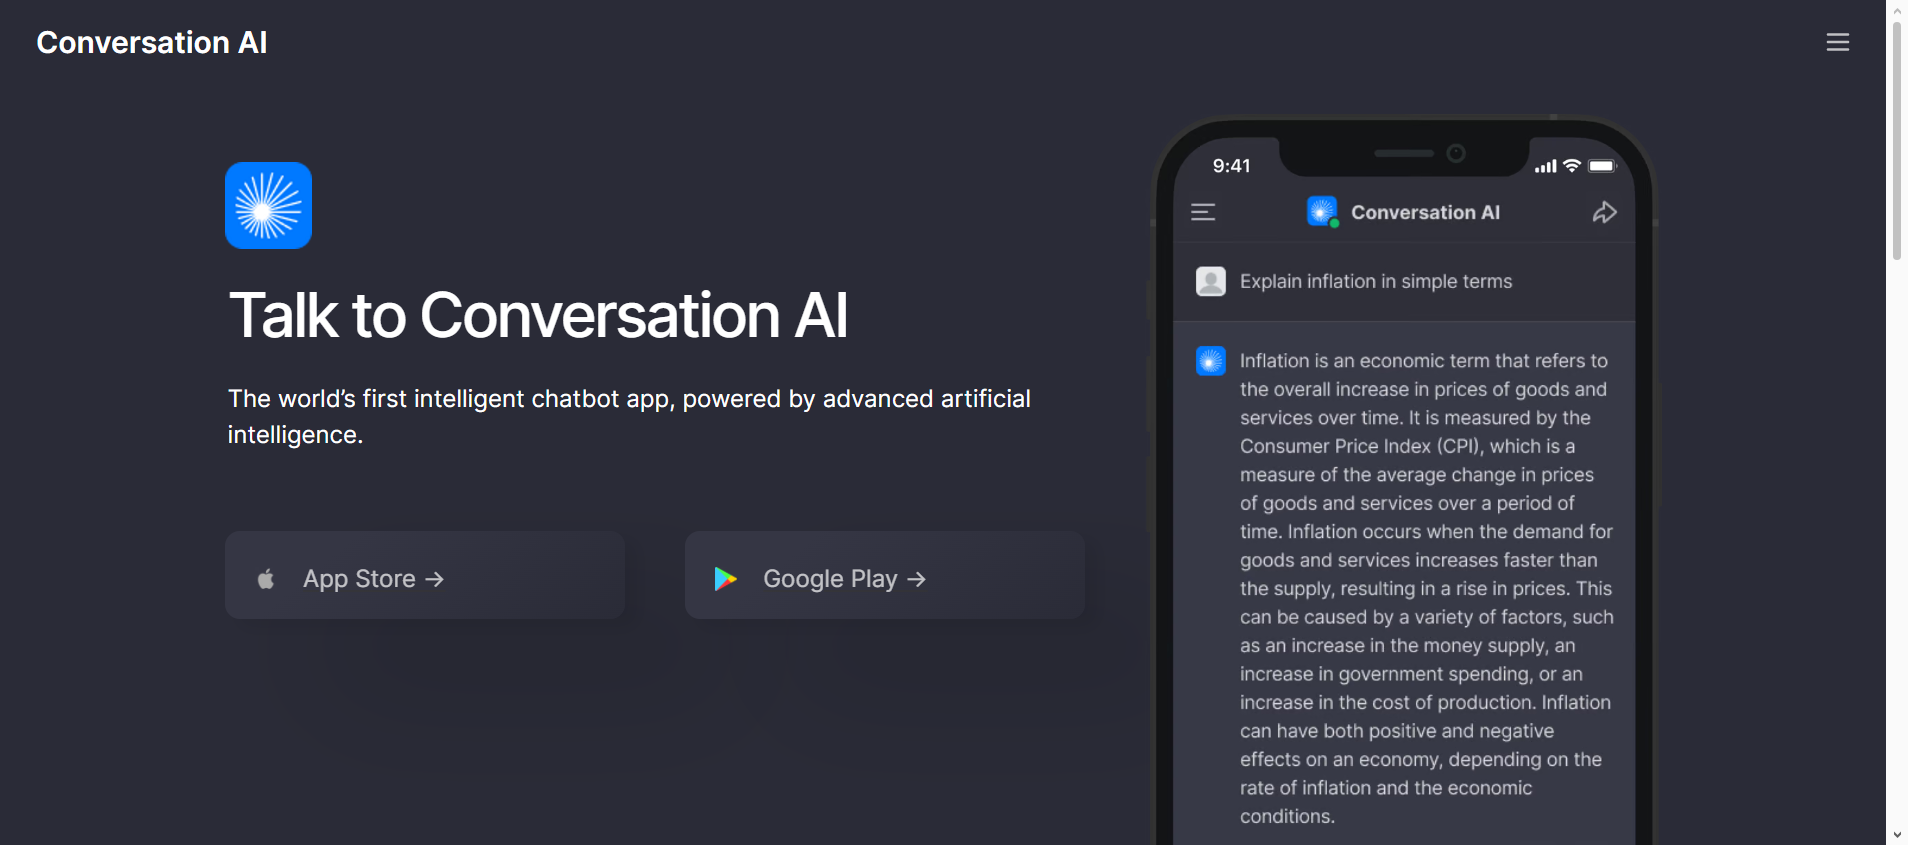 Conversation AI
Talk to Conversation AI
The world’s first intelligent chatbot app, powered by advanced artificial
intelligence.
App Store →
Google Play →
9:41
Conversation AI
Explain inflation in simple terms
Inflation is an economic term that refers to
the overall increase in prices of goods and
services over time. It is measured by the
Consumer Price Index (CPI), which is a
measure of the average change in prices
of goods and services over a period of
time. Inflation occurs when the demand for
goods and services increases faster than
the supply, resulting in a rise in prices. This
can be caused by a variety of factors, such
as an increase in the money supply, an
increase in government spending, or an
increase in the cost of production. Inflation
can have both positive and negative
effects on an economy, depending on the
rate of inflation and the economic
conditions.